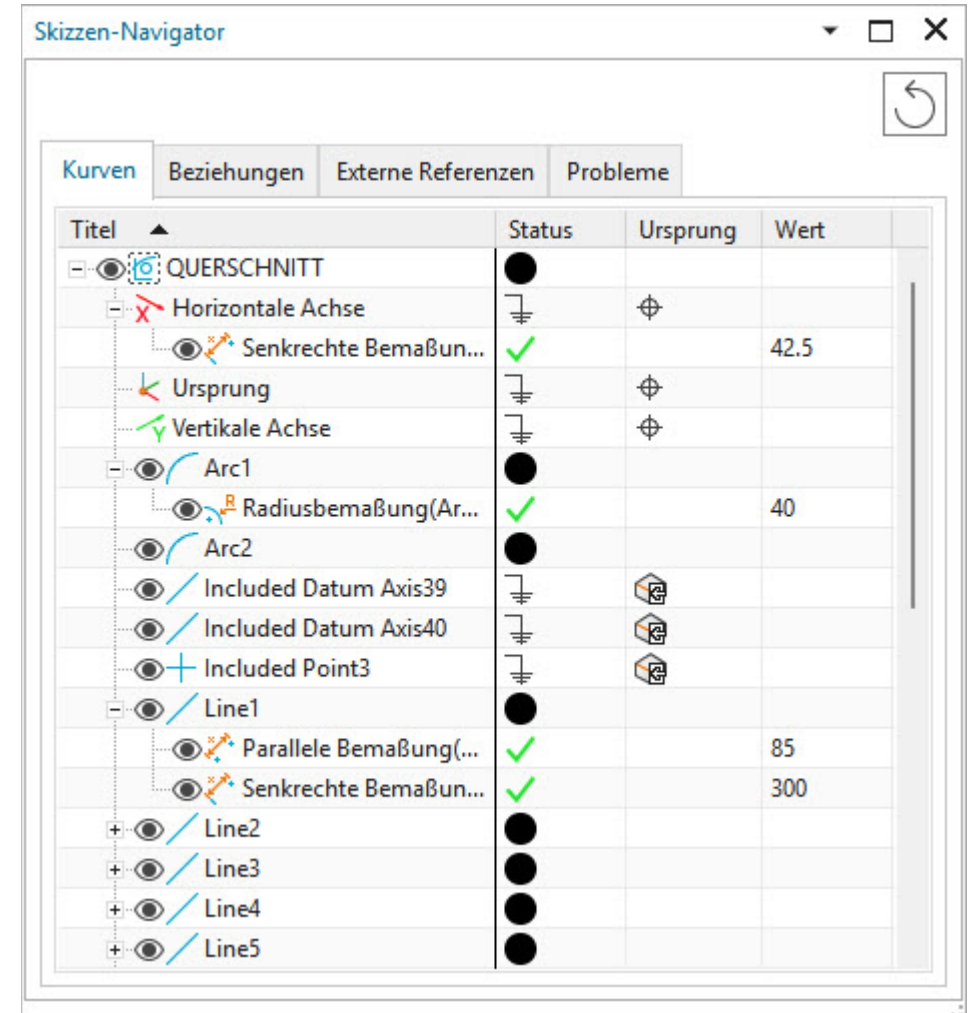 Skizzen-Navigator
Kurven Beziehungen Externe Referenzen Probleme
Titel Status Ursprung Wert
QUERSCHNITT
Horizontale Achse
Senkrechte Bemaßun... 42.5
Ursprung
Vertikale Achse
Arc1
Radiusbemaßung(Ar... 40
Arc2
Included Datum Axis39
Included Datum Axis40
Included Point3
Line1
Parallele Bemaßung(... 85
Senkrechte Bemaßun... 300
Line2
Line3
Line4
Line5